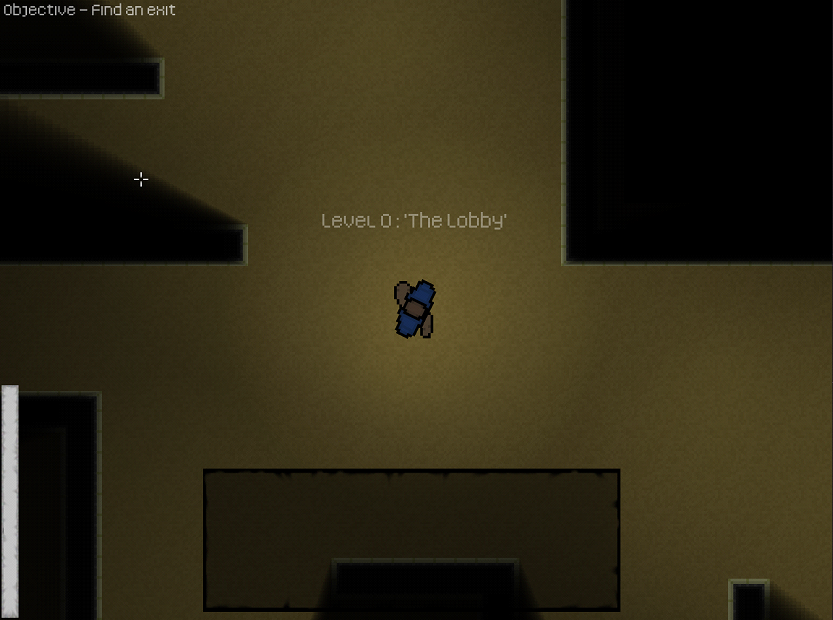 Objective - Find an exit
Level 0 : 'The Lobby'